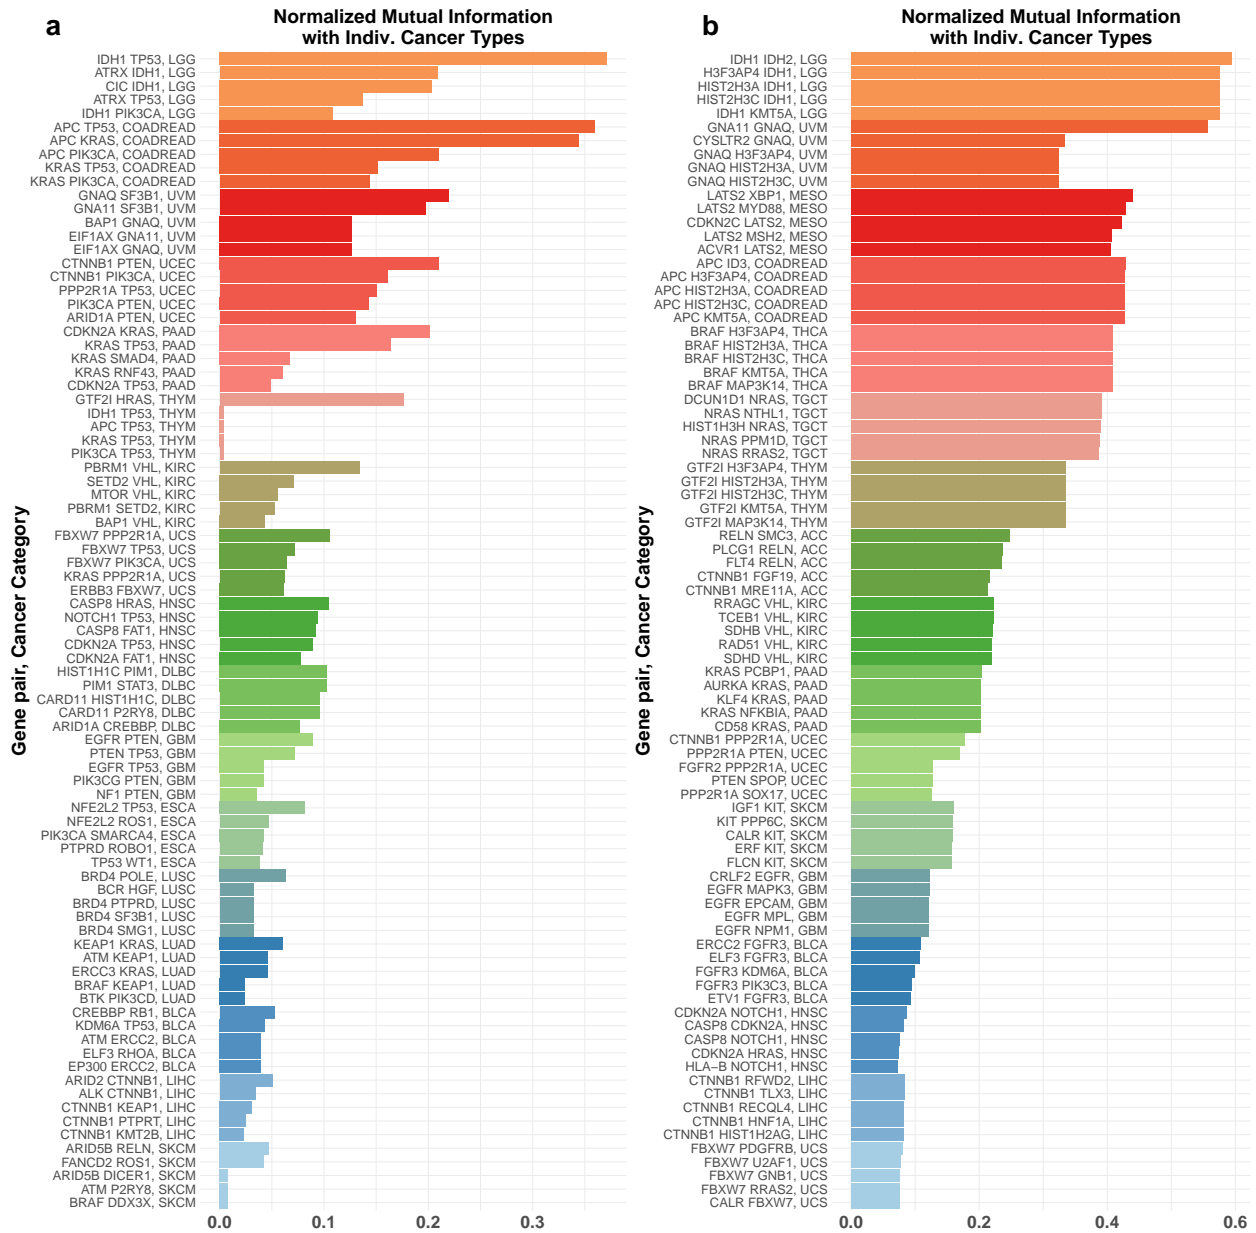 a
Normalized Mutual Information
with Indiv. Cancer Types
Gene pair, Cancer Category
IDH1 TP53, LGG
ATRX IDH1, LGG
CIC IDH1, LGG
ATRX TP53, LGG
IDH1 PIK3CA, LGG
APC TP53, COADREAD
APC KRAS, COADREAD
APC PIK3CA, COADREAD
KRAS TP53, COADREAD
KRAS PIK3CA, COADREAD
GNAQ SF3B1, UVM
GNA11 SF3B1, UVM
BAP1 GNAQ, UVM
EIF1AX GNA11, UVM
EIF1AX GNAQ, UVM
CTNNB1 PTEN, UCEC
CTNNB1 PIK3CA, UCEC
PPP2R1A TP53, UCEC
PIK3CA PTEN, UCEC
ARID1A PTEN, UCEC
CDKN2A KRAS, PAAD
KRAS TP53, PAAD
KRAS SMAD4, PAAD
KRAS RNF43, PAAD
CDKN2A TP53, PAAD
GTF2I HRAS, THYM
IDH1 TP53, THYM
APC TP53, THYM
KRAS TP53, THYM
PIK3CA TP53, THYM
PBRM1 VHL, KIRC
SETD2 VHL, KIRC
MTOR VHL, KIRC
PBRM1 SETD2, KIRC
BAP1 VHL, KIRC
FBXW7 PPP2R1A, UCS
FBXW7 TP53, UCS
FBXW7 PIK3CA, UCS
KRAS PPP2R1A, UCS
ERBB3 FBXW7, UCS
CASP8 HRAS, HNSC
NOTCH1 TP53, HNSC
CASP8 FAT1, HNSC
CDKN2A TP53, HNSC
CDKN2A FAT1, HNSC
HIST1H1C PIM1, DLBC
PIM1 STAT3, DLBC
CARD11 HIST1H1C, DLBC
CARD11 P2RY8, DLBC
ARID1A CREBBP, DLBC
EGFR PTEN, GBM
PTEN TP53, GBM
EGFR TP53, GBM
PIK3CG PTEN, GBM
NF1 PTEN, GBM
NFE2L2 TP53, ESCA
NFE2L2 ROS1, ESCA
PIK3CA SMARCA4, ESCA
PTPRD ROBO1, ESCA
TP53 WT1, ESCA
BRD4 POLE, LUSC
BCR HGF, LUSC
BRD4 PTPRD, LUSC
BRD4 SF3B1, LUSC
BRD4 SMG1, LUSC
KEAP1 KRAS, LUAD
ATM KEAP1, LUAD
ERCC3 KRAS, LUAD
BRAF KEAP1, LUAD
BTK PIK3CD, LUAD
CREBBP RB1, BLCA
KDM6A TP53, BLCA
ATM ERCC2, BLCA
ELF3 RHOA, BLCA
EP300 ERCC2, BLCA
ARID2 CTNNB1, LIHC
ALK CTNNB1, LIHC
CTNNB1 KEAP1, LIHC
CTNNB1 PTPRT, LIHC
CTNNB1 KMT2B, LIHC
ARID5B RELN, SKCM
FANCD2 ROS1, SKCM
ARID5B DICER1, SKCM
ATM P2RY8, SKCM
BRAF DDX3X, SKCM
0.0 0.1 0.2 0.3
b
Normalized Mutual Information
with Indiv. Cancer Types
Gene pair, Cancer Category
IDH1 IDH2, LGG
H3F3AP4 IDH1, LGG
HIST2H3A IDH1, LGG
HIST2H3C IDH1, LGG
IDH1 KMT5A, LGG
GNA11 GNAQ, UVM
CYSLTR2 GNAQ, UVM
GNAQ H3F3AP4, UVM
GNAQ HIST2H3A, UVM
GNAQ HIST2H3C, UVM
LATS2 XBP1, MESO
LATS2 MYD88, MESO
CDKN2C LATS2, MESO
LATS2 MSH2, MESO
ACVR1 LATS2, MESO
APC ID3, COADREAD
APC H3F3AP4, COADREAD
APC HIST2H3A, COADREAD
APC HIST2H3C, COADREAD
APC KMT5A, COADREAD
BRAF H3F3AP4, THCA
BRAF HIST2H3A, THCA
BRAF HIST2H3C, THCA
BRAF KMT5A, THCA
BRAF MAP3K14, THCA
DCUN1D1 NRAS, TGCT
NRAS NTHL1, TGCT
HIST1H3H NRAS, TGCT
NRAS PPM1D, TGCT
NRAS RRAS2, TGCT
GTF2I H3F3AP4, THYM
GTF2I HIST2H3A, THYM
GTF2I HIST2H3C, THYM
GTF2I KMT5A, THYM
GTF2I MAP3K14, THYM
RELN SMC3, ACC
PLCG1 RELN, ACC
FLT4 RELN, ACC
CTNNB1 FGF19, ACC
CTNNB1 MRE11A, ACC
RRAGC VHL, KIRC
TCEB1 VHL, KIRC
SDHB VHL, KIRC
RAD51 VHL, KIRC
SDHD VHL, KIRC
KRAS PCBP1, PAAD
AURKA KRAS, PAAD
KLF4 KRAS, PAAD
KRAS NFKBIA, PAAD
CD58 KRAS, PAAD
CTNNB1 PPP2R1A, UCEC
PPP2R1A PTEN, UCEC
FGFR2 PPP2R1A, UCEC
PTEN SPOP, UCEC
PPP2R1A SOX17, UCEC
IGF1 KIT, SKCM
KIT PPP6C, SKCM
CALR KIT, SKCM
ERF KIT, SKCM
FLCN KIT, SKCM
CRLF2 EGFR, GBM
EGFR MAPK3, GBM
EGFR EPCAM, GBM
EGFR MPL, GBM
EGFR NPM1, GBM
ERCC2 FGFR3, BLCA
ELF3 FGFR3, BLCA
FGFR3 KDM6A, BLCA
FGFR3 PIK3C3, BLCA
ETV1 FGFR3, BLCA
CDKN2A NOTCH1, HNSC
CASP8 CDKN2A, HNSC
CASP8 NOTCH1, HNSC
CDKN2A HRAS, HNSC
HLA−B NOTCH1, HNSC
CTNNB1 RFWD2, LIHC
CTNNB1 TLX3, LIHC
CTNNB1 RECQL4, LIHC
CTNNB1 HNF1A, LIHC
CTNNB1 HIST1H2AG, LIHC
FBXW7 PDGFRB, UCS
FBXW7 U2AF1, UCS
FBXW7 GNB1, UCS
FBXW7 RRAS2, UCS
CALR FBXW7, UCS
0.0 0.2 0.4 0.6